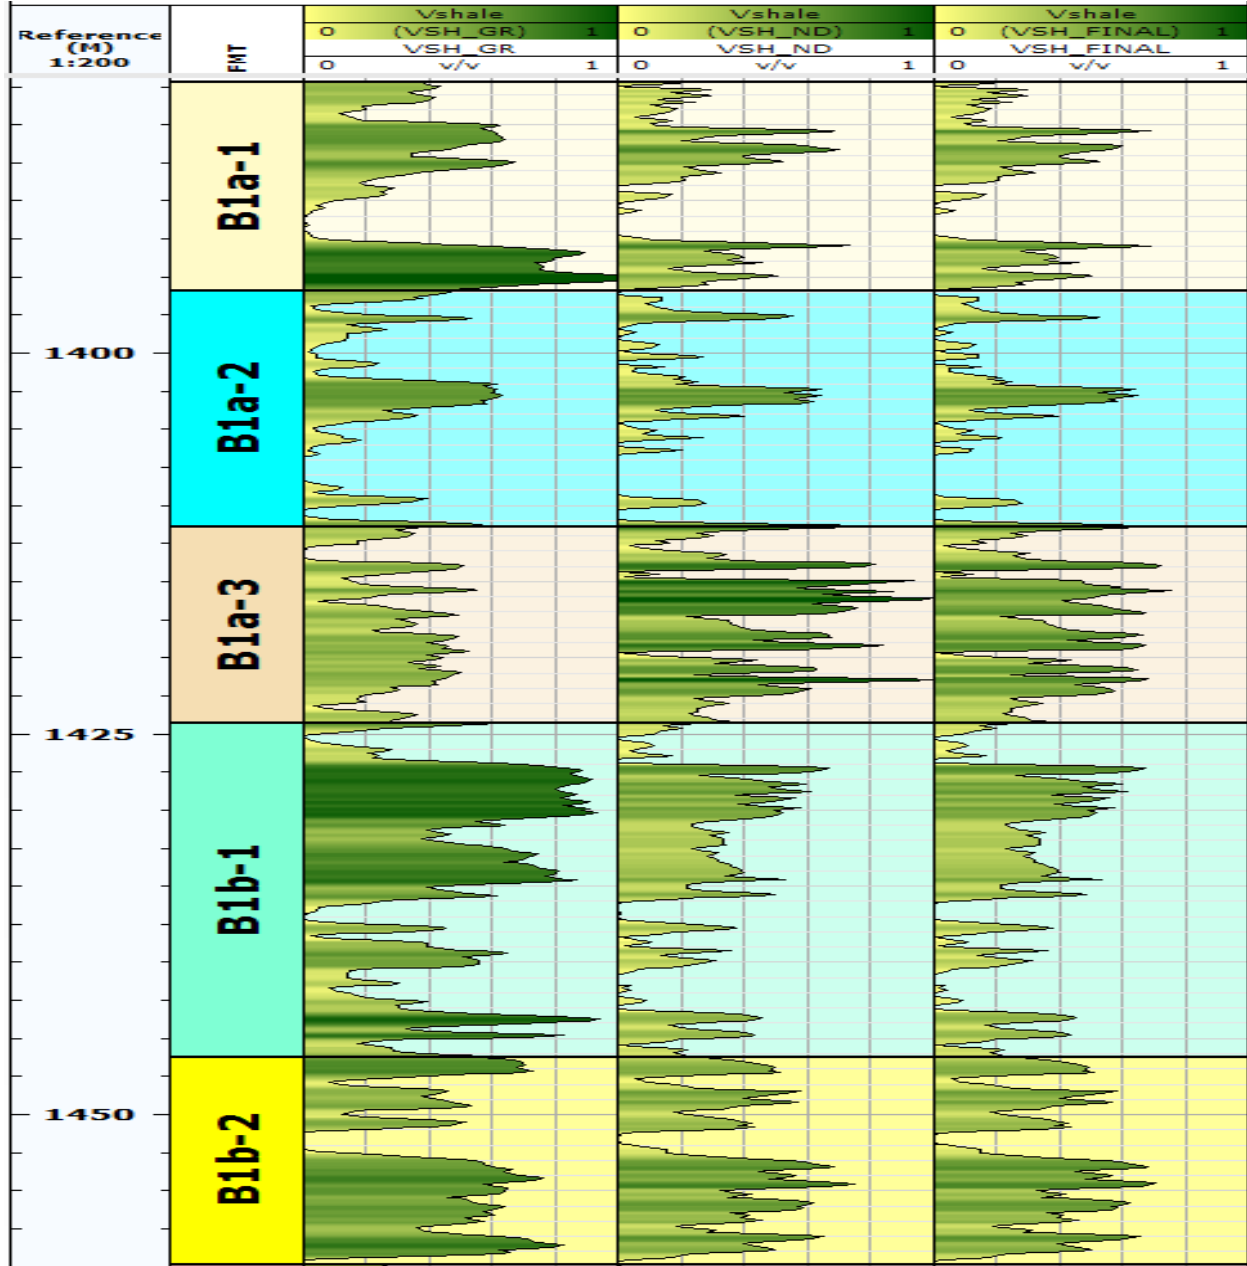 Reference
(M)
1:200
FMT
Vshale
0 (VSH_GR) 1
VSH_GR
0 v/v 1
Vshale
0 (VSH_ND) 1
VSH_ND
0 v/v 1
Vshale
0 (VSH_FINAL) 1
VSH_FINAL
0 v/v 1
B1a-1
1400
B1a-2
B1a-3
1425
B1b-1
1450
B1b-2